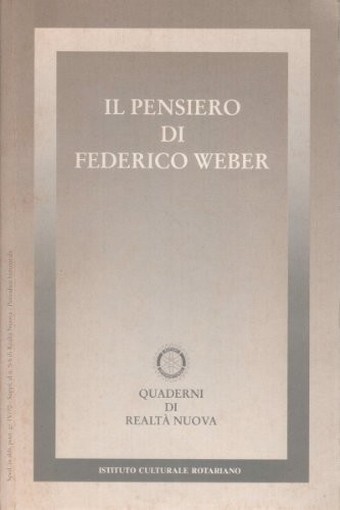 IL PENSIERO
DI
FEDERICO WEBER
QUADERNI
DI
REALTÀ NUOVA
ISTITUTO CULTURALE ROTARIANO